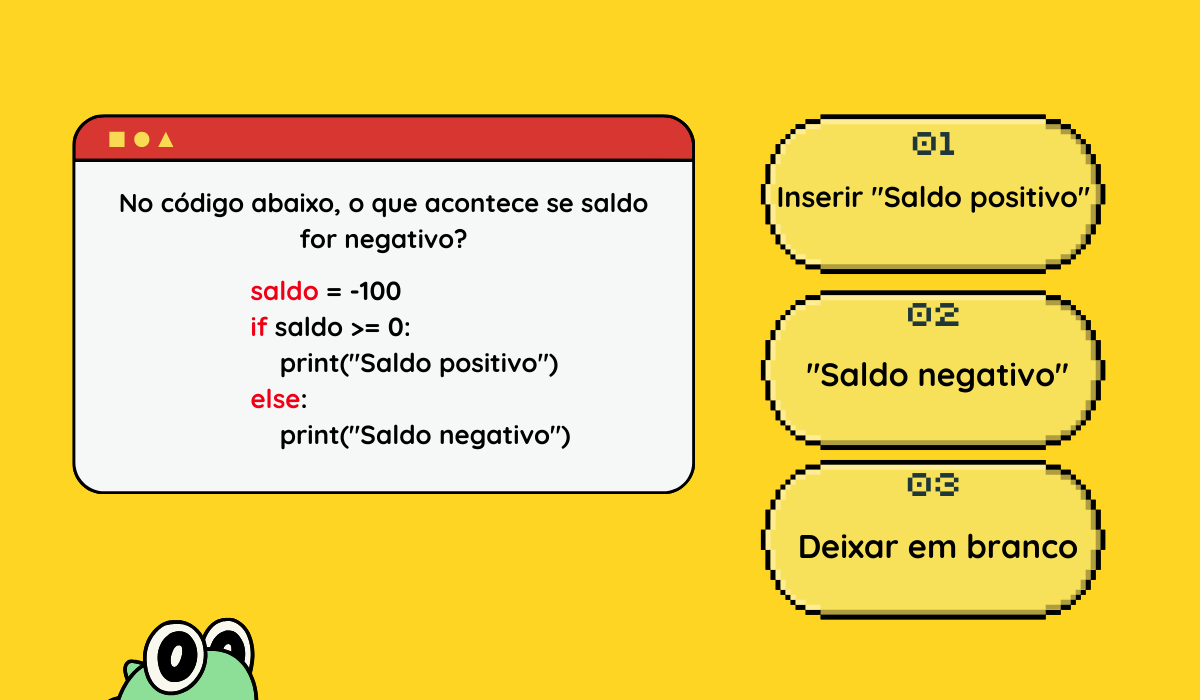 No código abaixo, o que acontece se saldo
for negativo?
saldo = -100
if saldo >= 0:
    print("Saldo positivo")
else:
    print("Saldo negativo")
01
Inserir "Saldo positivo"
02
"Saldo negativo"
03
Deixar em branco